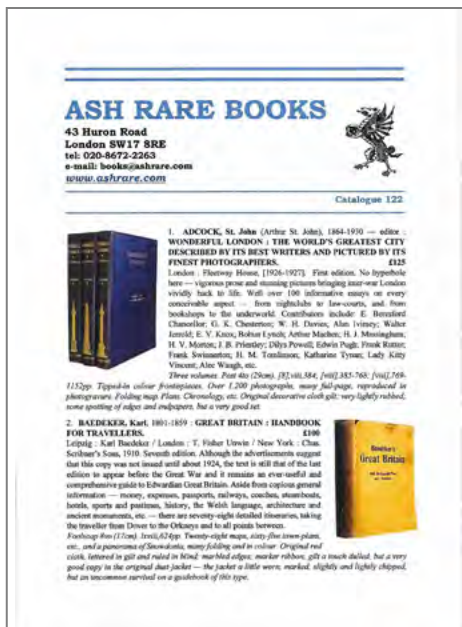 ASH RARE BOOKS
43 Huron Road
London SW17 8RE
tel: 020-8672-2263
e-mail: books@ashrare.com
www.ashrare.com
Catalogue 122
1. ADCOCK, St. John (Arthur St. John), 1864-1930 — editor :
WONDERFUL LONDON : THE WORLD'S GREATEST CITY
DESCRIBED BY ITS BEST WRITERS AND PICTURED BY ITS
FINEST PHOTOGRAPHERS. £125
London : Fleetway House, [1926-1927]. First edition. No hyperbole
here — vigorous prose and stunning pictures bringing inter-war London
vividly back to life. Well over 100 informative essays on every
conceivable aspect — from nightclubs to law-courts, and from
bookshops to the underworld. Contributors include E. Beresford
Chancellor; G. K. Chesterton; W. H. Davies; Alan Ivimey; Walter
Jerrold; E. V. Knox; Bohun Lynch; Arthur Machen; H. J. Massingham;
H. V. Morton; J. B. Priestley; Dilys Powell; Edwin Pugh; Frank Rutter;
Frank Swinnerton; H. M. Tomlinson; Katharine Tynan; Lady Kitty
Vincent; Alec Waugh, etc.
Three volumes. Post 4to (29cm). [8],viii,384; [viii],385-768; [viii],769-
1152pp. Tipped-in colour frontispieces. Over 1,200 photographs, many full-page, reproduced in
photogravure. Folding map. Plans. Chronology, etc. Original decorative cloth gilt; very lightly rubbed;
some spotting of edges and endpapers, but a very good set.
2. BAEDEKER, Karl, 1801-1859 : GREAT BRITAIN : HANDBOOK
FOR TRAVELLERS. £100
Leipzig : Karl Baedeker / London : T. Fisher Unwin / New York : Chas.
Scribner's Sons, 1910. Seventh edition. Although the advertisements suggest
that this copy was not issued until about 1924, the text is still that of the last
edition to appear before the Great War and it remains an ever-useful and
comprehensive guide to Edwardian Great Britain. Aside from copious general
information — money, expenses, passports, railways, coaches, steamboats,
hotels, sports and pastimes, history, the Welsh language, architecture and
ancient monuments, etc. — there are seventy-eight detailed itineraries, taking
the traveller from Dover to the Orkneys and to all points between.
Foolscap 8vo (17cm). lxxii,624pp. Twenty-eight maps, sixty-five town-plans,
etc., and a panorama of Snowdonia, many folding and in colour. Original red
cloth, lettered in gilt and ruled in blind; marbled edges; marker ribbon; gilt a touch dulled, but a very
good copy in the original dust-jacket — the jacket a little worn, marked, slightly and lightly chipped,
but an uncommon survival on a guidebook of this type.
Baedeker's
Great Britain